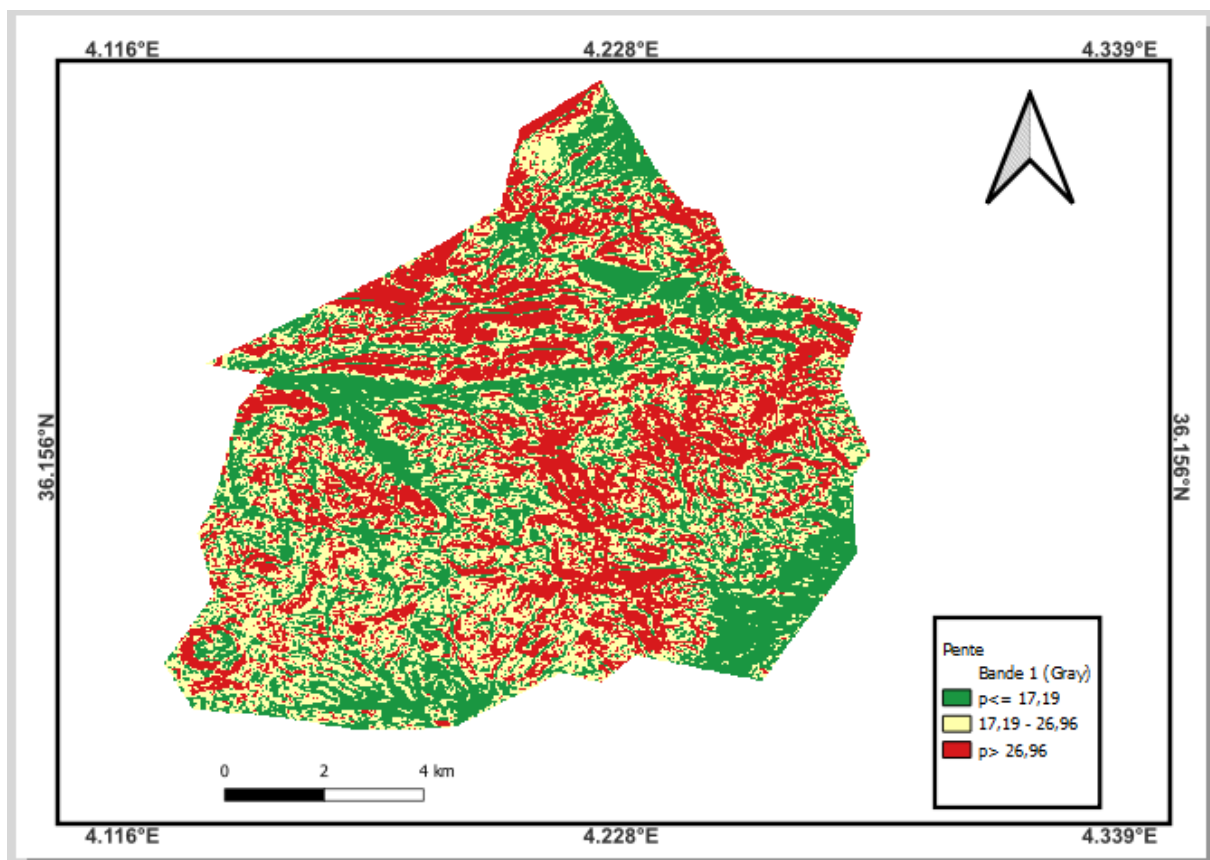 4.116°E 4.228°E 4.339°E
36.156°N
36.156°N
Pente
Bande 1 (Gray)
p<= 17,19
17,19 - 26,96
p> 26,96
0 2 4 km
4.116°E 4.228°E 4.339°E